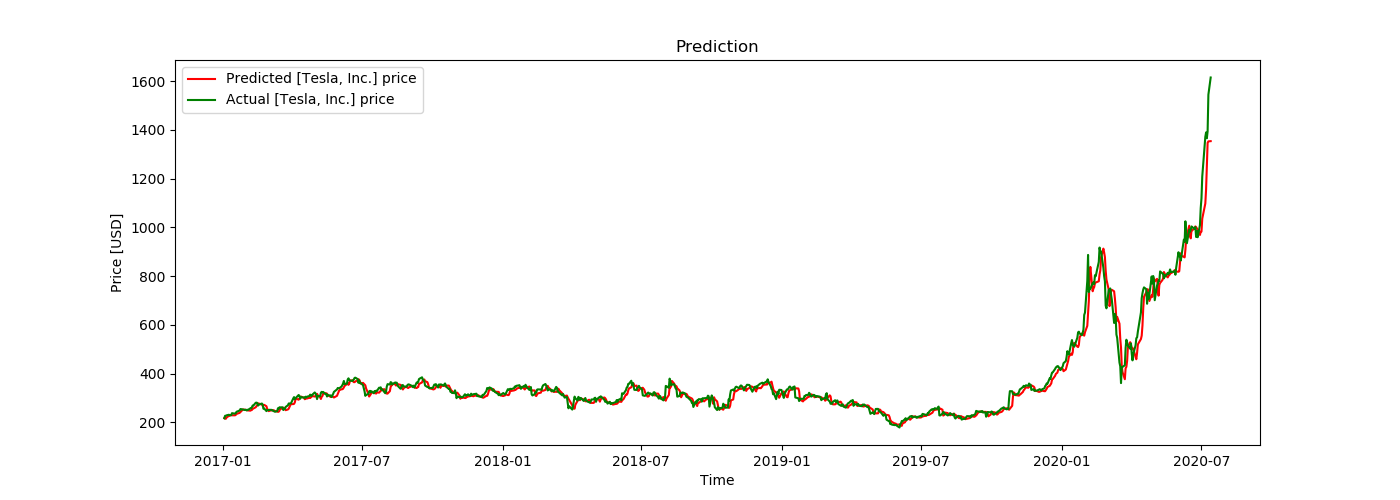 Prediction
Predicted [Tesla, Inc.] price
Actual [Tesla, Inc.] price
Price [USD]
1600
1400
1200
1000
800
600
400
200
2017-01 2017-07 2018-01 2018-07 2019-01 2019-07 2020-01 2020-07
Time